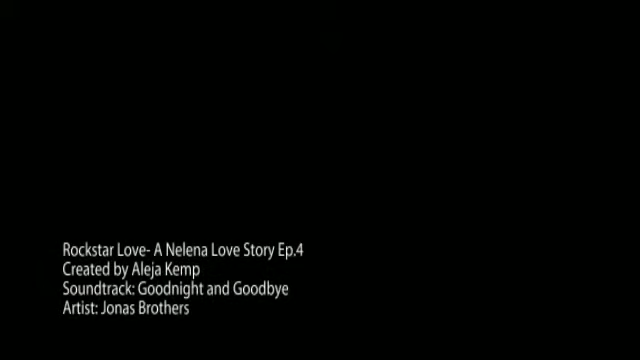 Rockstar Love- A Nelena Love Story Ep.4
Created by Aleja Kemp
Soundtrack: Goodnight and Goodbye
Artist: Jonas Brothers